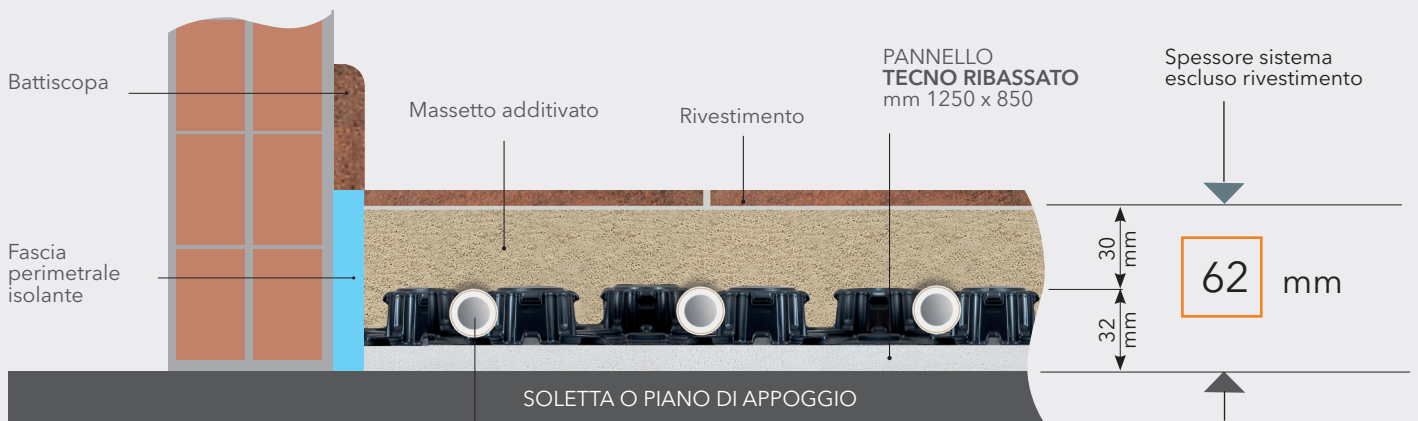 Battiscopa
Massetto additivato
Rivestimento
PANNELLO
TECNO RIBASSATO
mm 1250 x 850
Spessore sistema
escluso rivestimento
Fascia
perimetrale
isolante
30
mm
32
mm
62 mm
SOLETTA O PIANO DI APPOGGIO